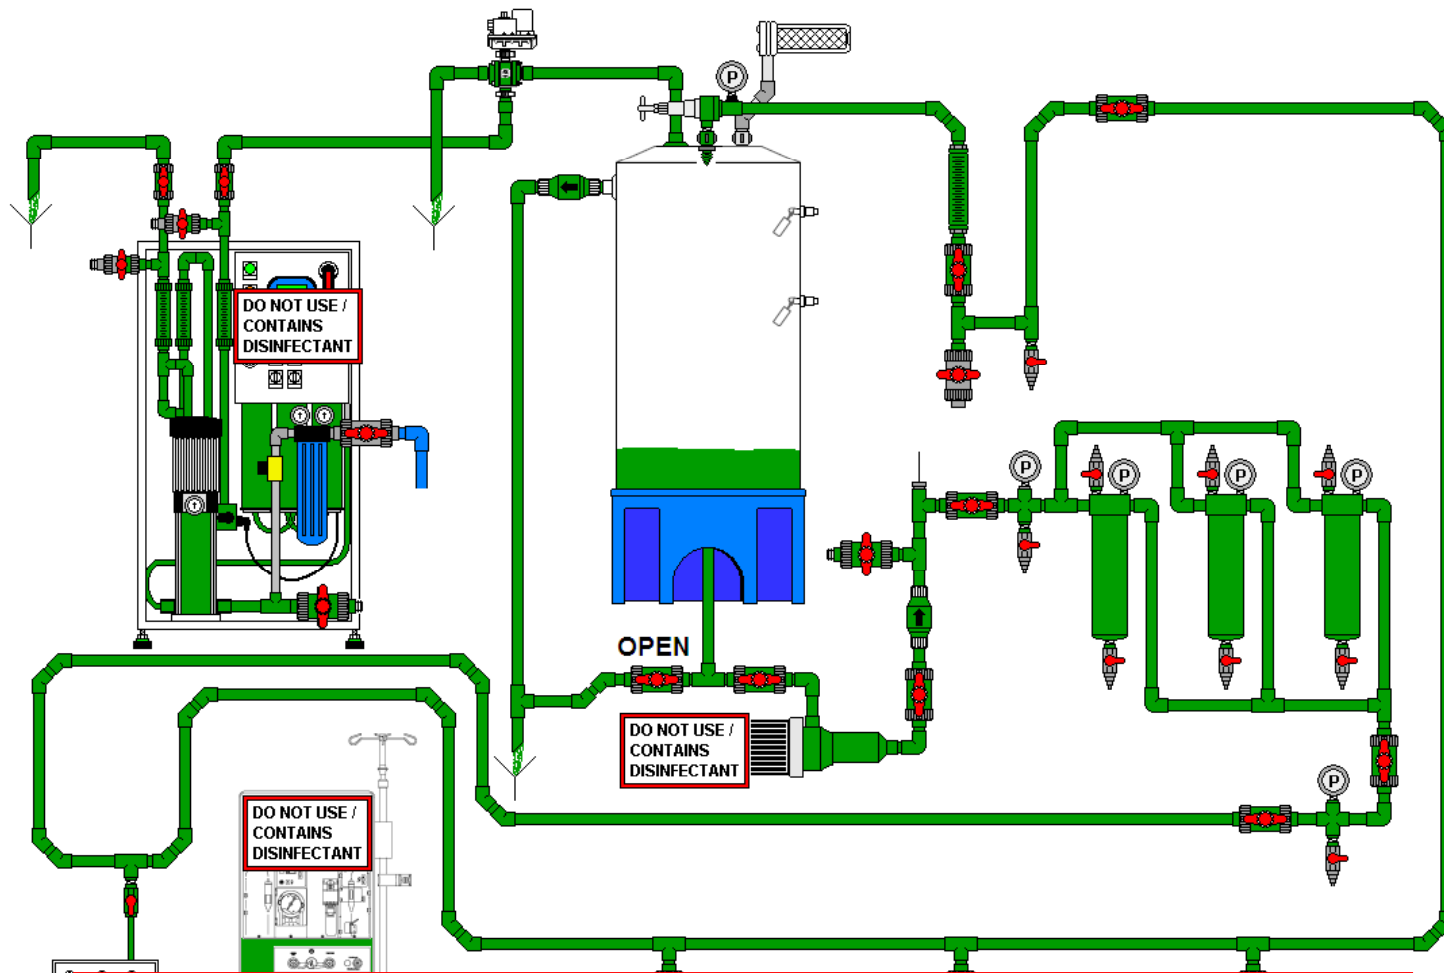 P
DO NOT USE /
CONTAINS
DISINFECTANT
P
P
P
P
OPEN
DO NOT USE /
CONTAINS
DISINFECTANT
P
DO NOT USE /
CONTAINS
DISINFECTANT